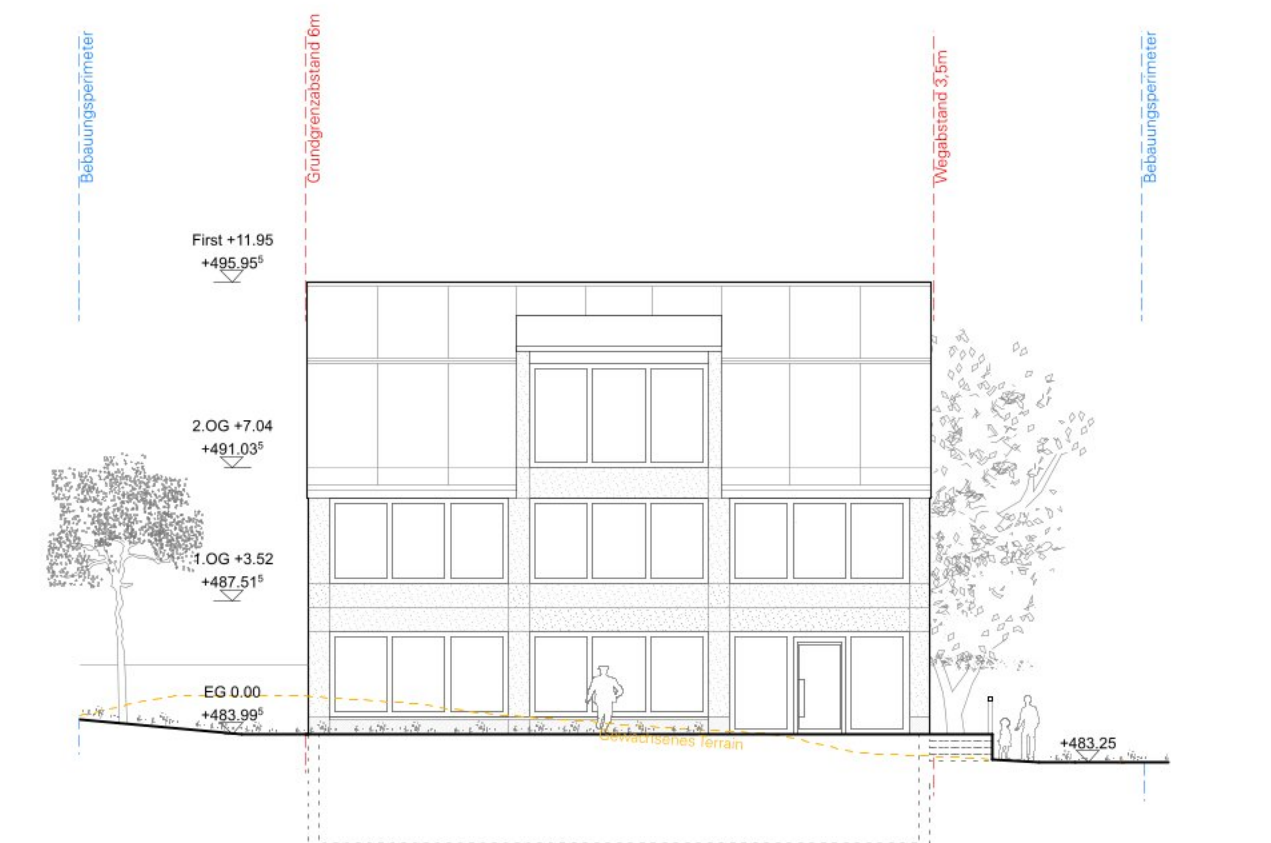 Bebauungsperimeter
Grundgrenzabstand 6m
Wegabstand 3,5m
Bebauungsperimeter
First +11.95
+495.95⁵
2.OG +7.04
+491.03⁵
1.OG +3.52
+487.51⁵
EG 0.00
+483.99⁵
Gewachsenes Terrain
+483.25